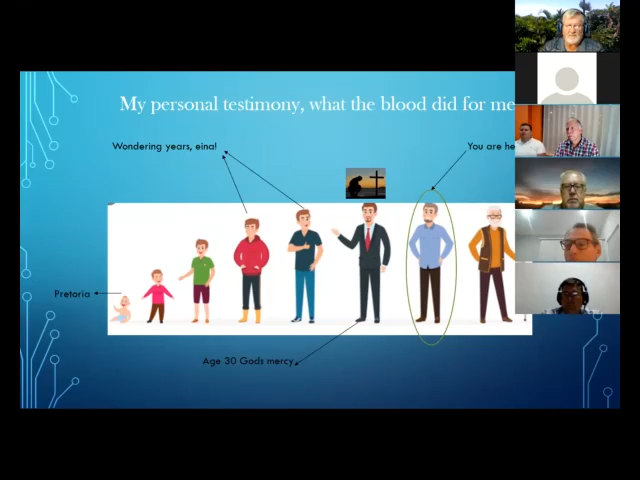 My personal testimony, what the blood did for me
Wondering years, eina!
You are he
Pretoria
Age 30 Gods mercy